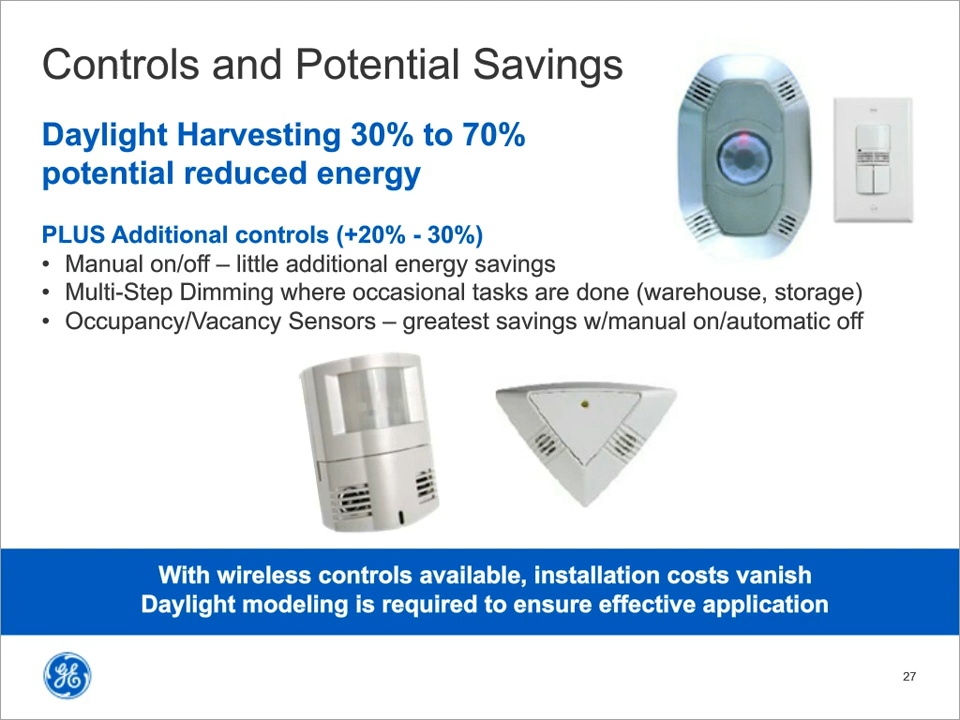 Controls and Potential Savings
Daylight Harvesting 30% to 70%
potential reduced energy
PLUS Additional controls (+20% - 30%)
• Manual on/off – little additional energy savings
• Multi-Step Dimming where occasional tasks are done (warehouse, storage)
• Occupancy/Vacancy Sensors – greatest savings w/manual on/automatic off
With wireless controls available, installation costs vanish
Daylight modeling is required to ensure effective application
GE
27